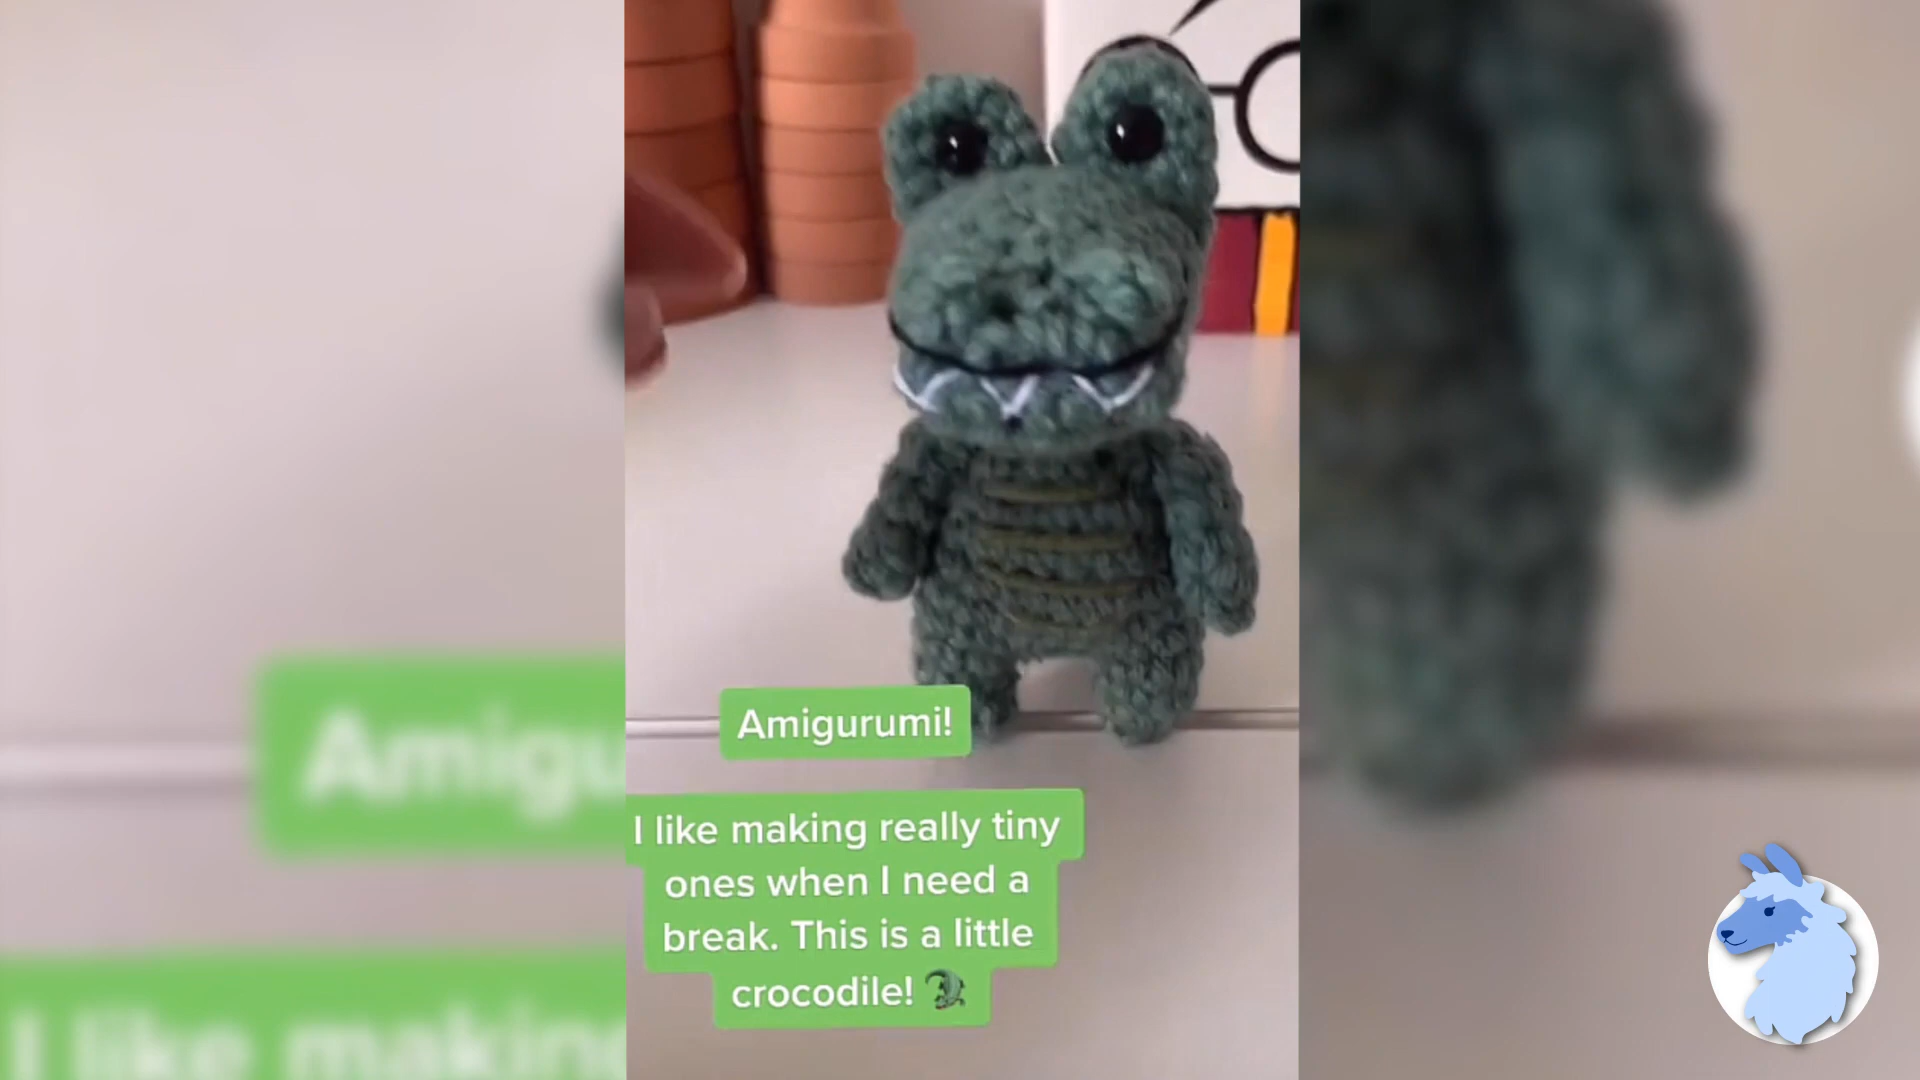 Amigurumi!
I like making really tiny
ones when I need a
break. This is a little
crocodile! 🐊